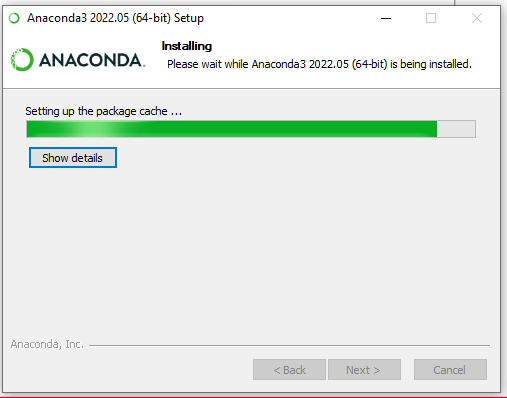 Anaconda3 2022.05 (64-bit) Setup
Installing
Please wait while Anaconda3 2022.05 (64-bit) is being installed.
ANACONDA.
Setting up the package cache ...
Show details
Anaconda, Inc.
< Back
Next >
Cancel